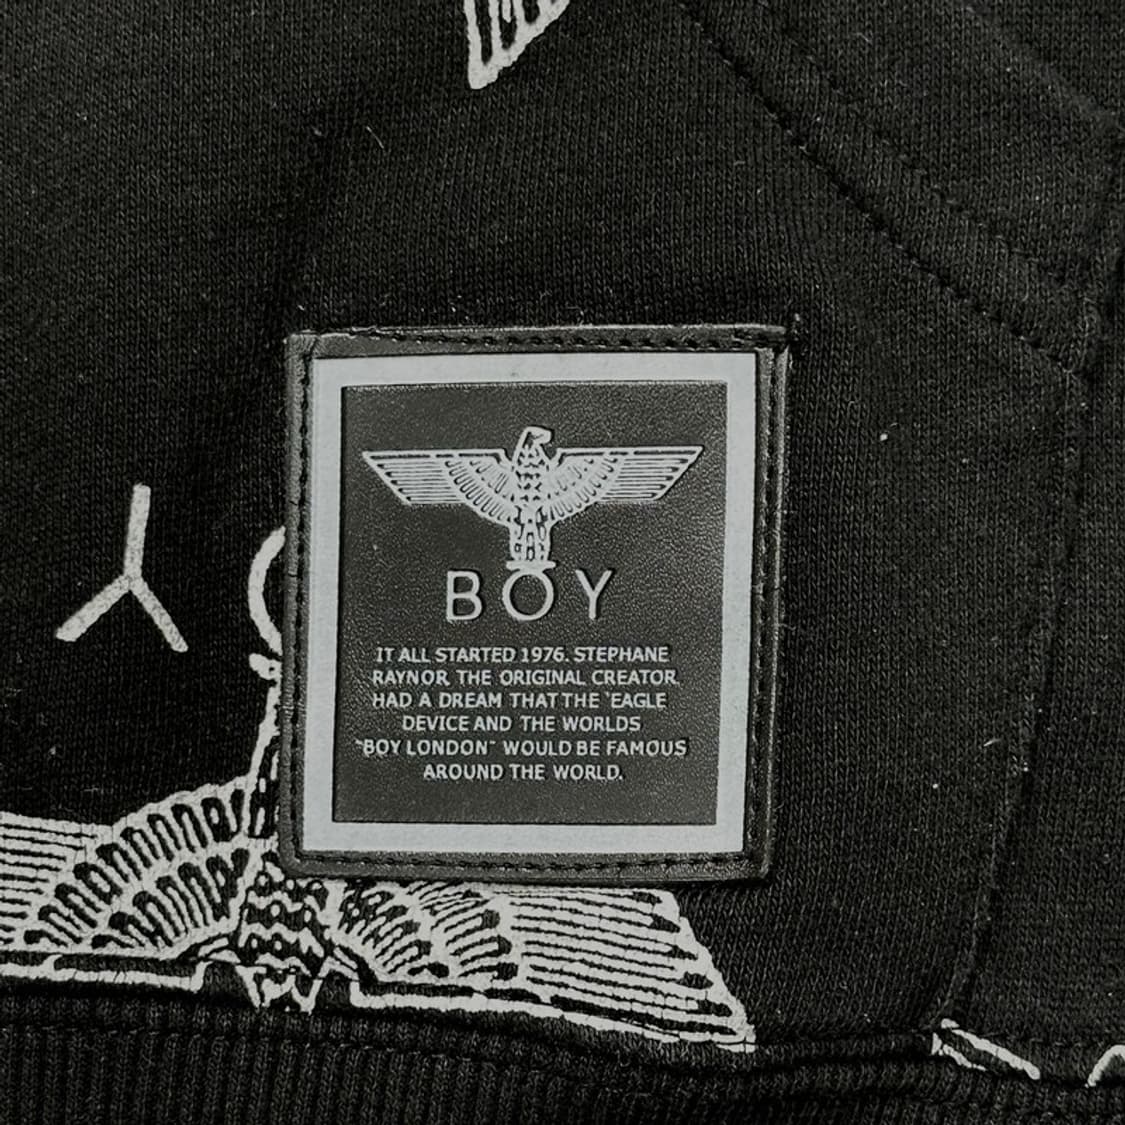 BOY
IT ALL STARTED 1976. STEPHANE
RAYNOR THE ORIGINAL CREATOR
HAD A DREAM THAT THE 'EAGLE
DEVICE AND THE WORLDS
"BOY LONDON" WOULD BE FAMOUS
AROUND THE WORLD.
YO